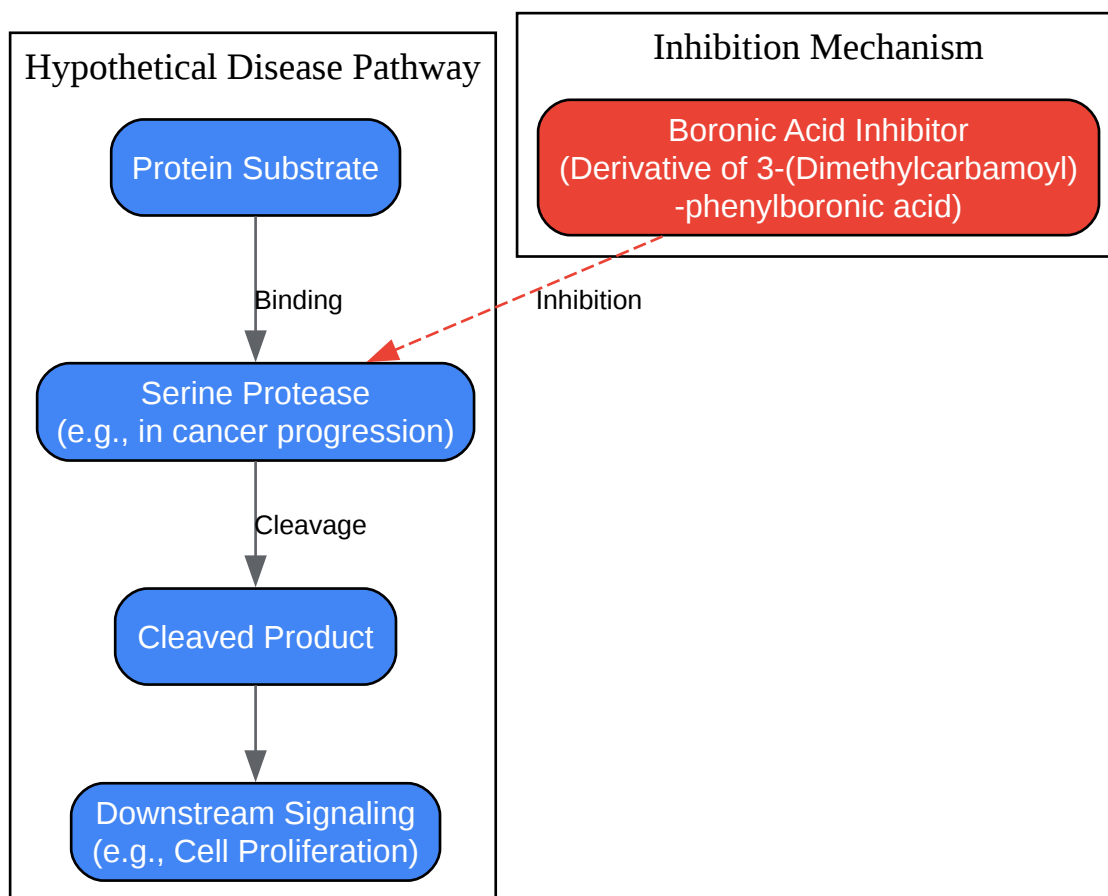 Hypothetical Disease Pathway
Protein Substrate
Binding
Serine Protease
(e.g., in cancer progression)
Cleavage
Cleaved Product
Downstream Signaling
(e.g., Cell Proliferation)
Inhibition Mechanism
Boronic Acid Inhibitor
(Derivative of 3-(Dimethylcarbamoyl)
-phenylboronic acid)
Inhibition